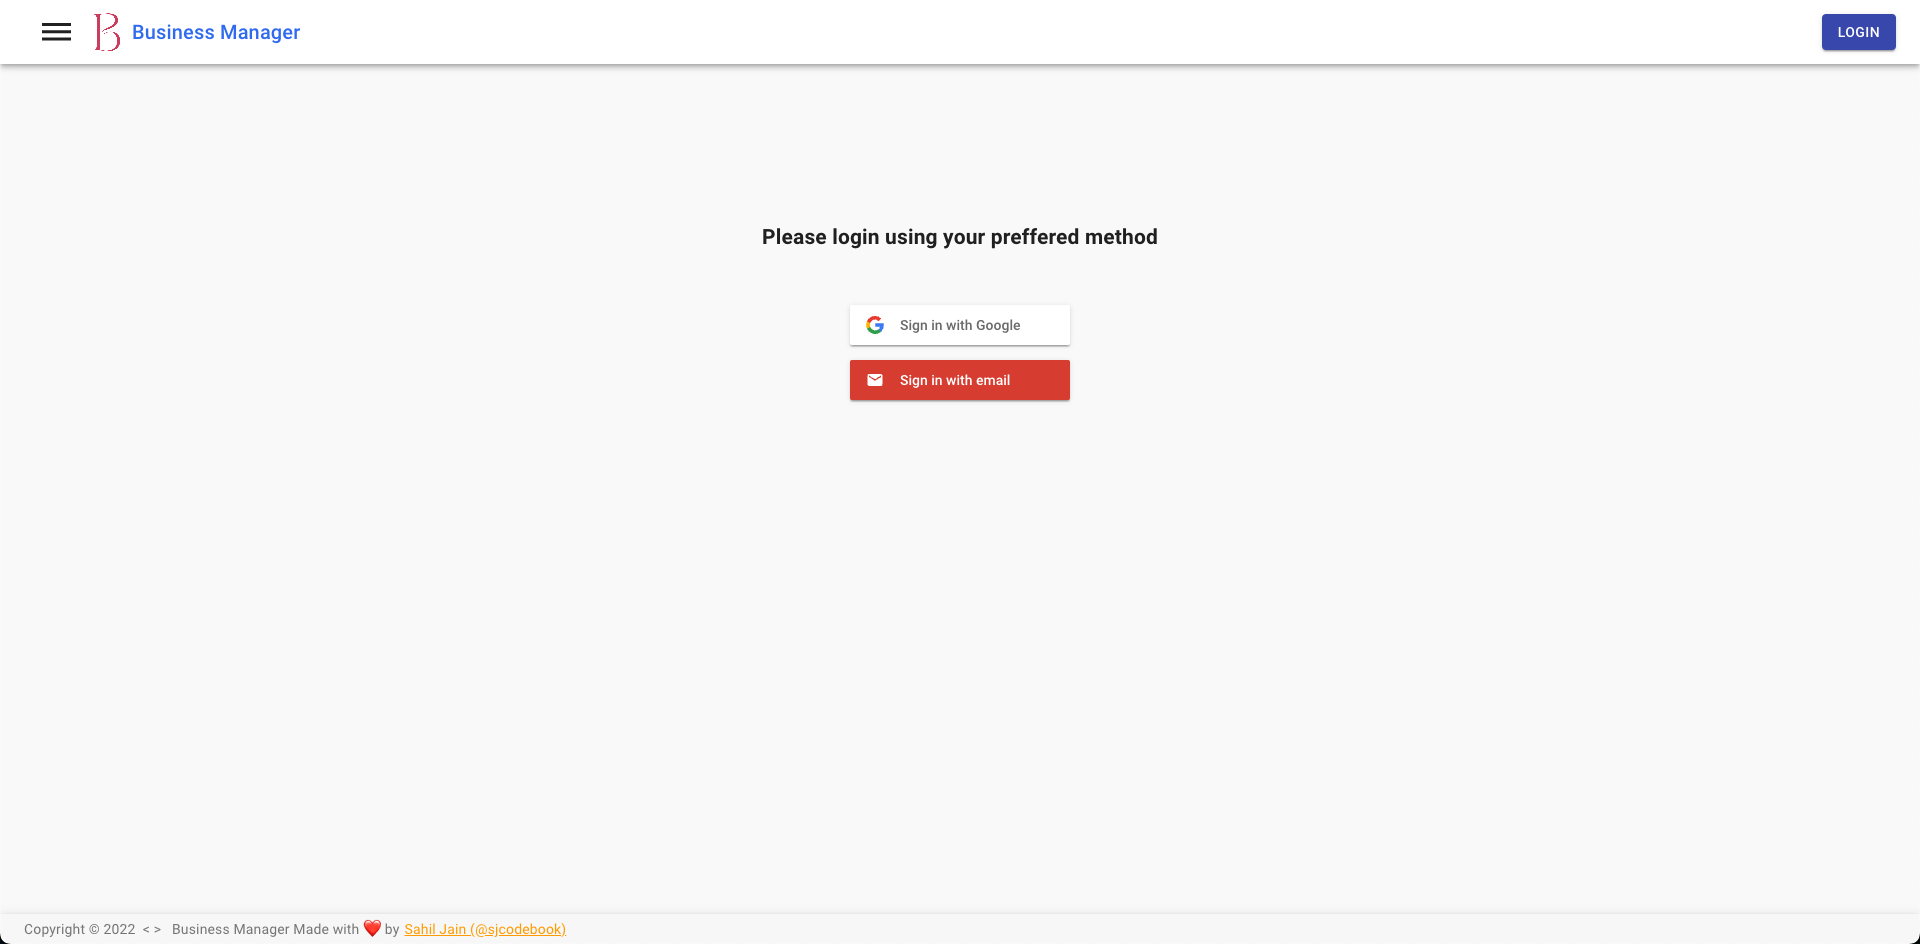 B Business Manager
LOGIN
Please login using your preffered method
Sign in with Google
Sign in with email
Copyright © 2022 < > Business Manager Made with ❤️ by Sahil Jain (@sjcodebook)